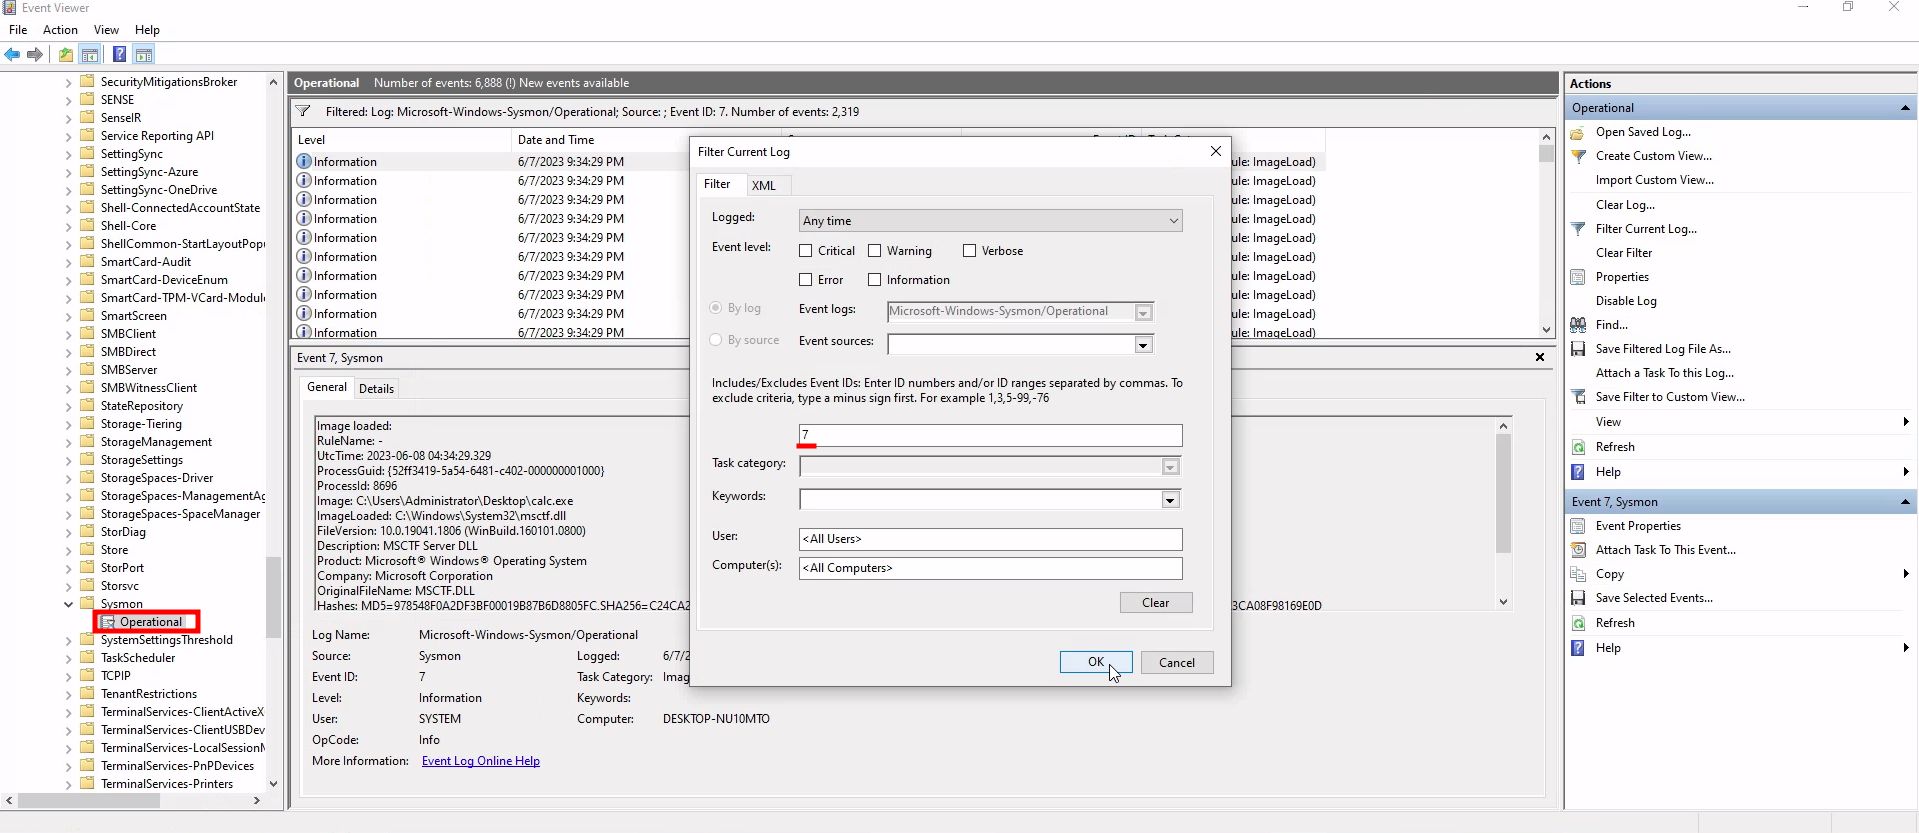 Event Viewer
File Action View Help
SecurityMitigationsBroker
SENSE
SenseIR
Service Reporting API
SettingSync
SettingSync-Azure
SettingSync-OneDrive
Shell-ConnectedAccountState
Shell-Core
ShellCommon-StartLayoutPopu
SmartCard-Audit
SmartCard-DeviceEnum
SmartCard-TPM-VCard-Module
SmartScreen
SMBClient
SMBDirect
SMBServer
SMBWitnessClient
StateRepository
Storage-Tiering
StorageManagement
StorageSettings
StorageSpaces-Driver
StorageSpaces-ManagementAg
StorageSpaces-SpaceManager
StorDiag
Store
StorPort
Storsvc
Sysmon
Operational
SystemSettingsThreshold
TaskScheduler
TCPIP
TenantRestrictions
TerminalServices-ClientActiveX
TerminalServices-ClientUSBDev
TerminalServices-LocalSessionM
TerminalServices-PnPDevices
TerminalServices-Printers
Operational Number of events: 6,888 (!) New events available
Filtered: Log: Microsoft-Windows-Sysmon/Operational; Source: ; Event ID: 7. Number of events: 2,319
Level Date and Time
Information 6/7/2023 9:34:29 PM ule: ImageLoad)
Information 6/7/2023 9:34:29 PM ule: ImageLoad)
Information 6/7/2023 9:34:29 PM ule: ImageLoad)
Information 6/7/2023 9:34:29 PM ule: ImageLoad)
Information 6/7/2023 9:34:29 PM ule: ImageLoad)
Information 6/7/2023 9:34:29 PM ule: ImageLoad)
Information 6/7/2023 9:34:29 PM ule: ImageLoad)
Information 6/7/2023 9:34:29 PM ule: ImageLoad)
Information 6/7/2023 9:34:29 PM ule: ImageLoad)
Information 6/7/2023 9:34:29 PM ule: ImageLoad)
Event 7, Sysmon
General Details
Image loaded:
RuleName: -
UtcTime: 2023-06-08 04:34:29.329
ProcessGuid: {52ff3419-5a54-6481-c402-000000001000}
ProcessId: 8696
Image: C:\Users\Administrator\Desktop\calc.exe
ImageLoaded: C:\Windows\System32\msctf.dll
FileVersion: 10.0.19041.1806 (WinBuild.160101.0800)
Description: MSCTF Server DLL
Product: Microsoft® Windows® Operating System
Company: Microsoft Corporation
OriginalFileName: MSCTF.DLL
Hashes: MD5=978548F0A2DF3BF00019B87B6D8805FC,SHA256=C24CA2 3CA08F98169E0D
Log Name: Microsoft-Windows-Sysmon/Operational
Source: Sysmon Logged: 6/7/2
Event ID: 7 Task Category: Imag
Level: Information Keywords:
User: SYSTEM Computer: DESKTOP-NU10MTO
OpCode: Info
More Information: Event Log Online Help
Filter Current Log
Filter XML
Logged: Any time
Event level: Critical Warning Verbose
Error Information
By log Event logs: Microsoft-Windows-Sysmon/Operational
By source Event sources:
Includes/Excludes Event IDs: Enter ID numbers and/or ID ranges separated by commas. To
exclude criteria, type a minus sign first. For example 1,3,5-99,-76
7
Task category:
Keywords:
User: <All Users>
Computer(s): <All Computers>
Clear
OK Cancel
Actions
Operational
Open Saved Log...
Create Custom View...
Import Custom View...
Clear Log...
Filter Current Log...
Clear Filter
Properties
Disable Log
Find...
Save Filtered Log File As...
Attach a Task To this Log...
Save Filter to Custom View...
View
Refresh
Help
Event 7, Sysmon
Event Properties
Attach Task To This Event...
Copy
Save Selected Events...
Refresh
Help